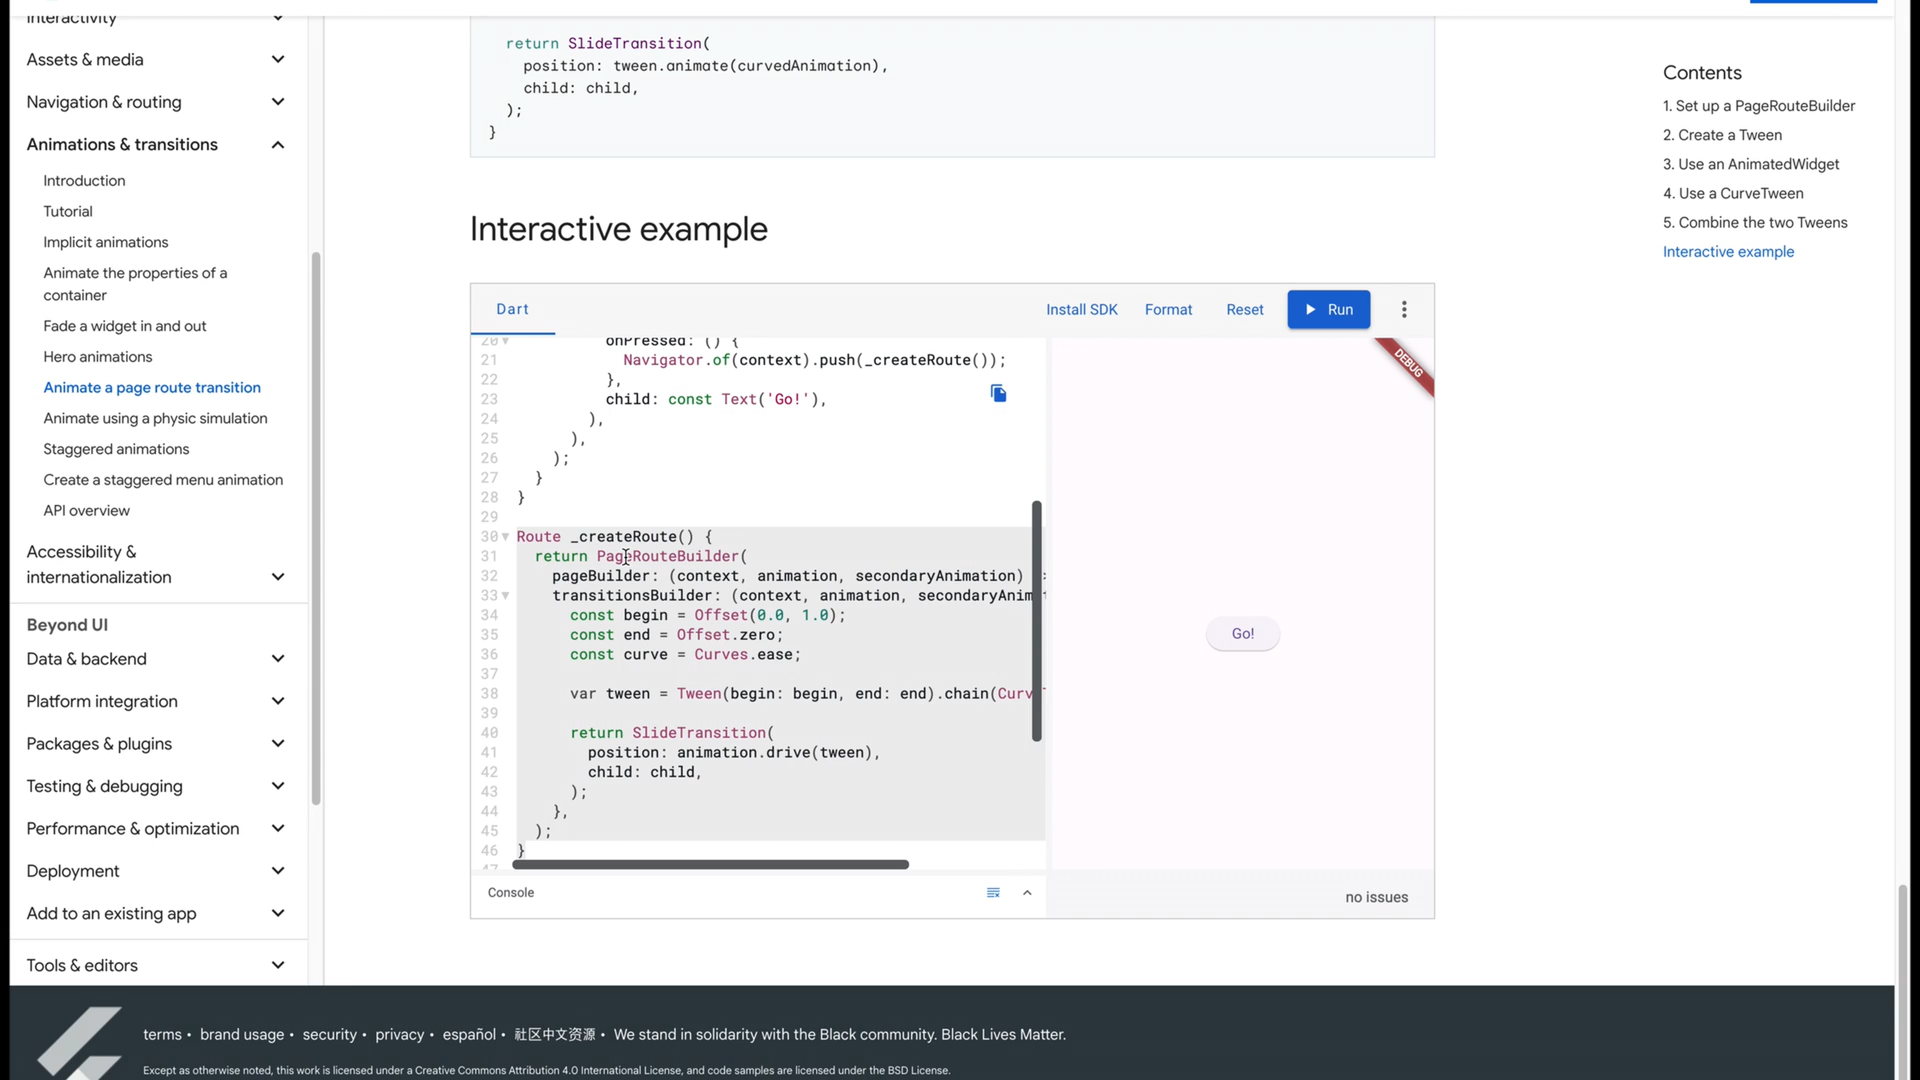 Interactivity
Assets & media
Navigation & routing
Animations & transitions
Introduction
Tutorial
Implicit animations
Animate the properties of a
container
Fade a widget in and out
Hero animations
Animate a page route transition
Animate using a physic simulation
Staggered animations
Create a staggered menu animation
API overview
Accessibility &
internationalization
Beyond UI
Data & backend
Platform integration
Packages & plugins
Testing & debugging
Performance & optimization
Deployment
Add to an existing app
Tools & editors
return SlideTransition(
position: tween.animate(curvedAnimation),
child: child,
);
}
Interactive example
Dart
Install SDK
Format
Reset
Run
20 onPressed: () {
21 Navigator.of(context).push(_createRoute());
22 },
23 child: const Text('Go!'),
24 ),
25 ),
26 );
27 }
28 }
29
30 Route _createRoute() {
31 return PageRouteBuilder(
32 pageBuilder: (context, animation, secondaryAnimation)
33 transitionsBuilder: (context, animation, secondaryAnim
34 const begin = Offset(0.0, 1.0);
35 const end = Offset.zero;
36 const curve = Curves.ease;
37
38 var tween = Tween(begin: begin, end: end).chain(Curv
39
40 return SlideTransition(
41 position: animation.drive(tween),
42 child: child,
43 );
44 },
45 );
46 }
47
DEBUG
Go!
Console
no issues
Contents
1. Set up a PageRouteBuilder
2. Create a Tween
3. Use an AnimatedWidget
4. Use a CurveTween
5. Combine the two Tweens
Interactive example
terms • brand usage • security • privacy • español • 社区中文资源 • We stand in solidarity with the Black community. Black Lives Matter.
Except as otherwise noted, this work is licensed under a Creative Commons Attribution 4.0 International License, and code samples are licensed under the BSD License.